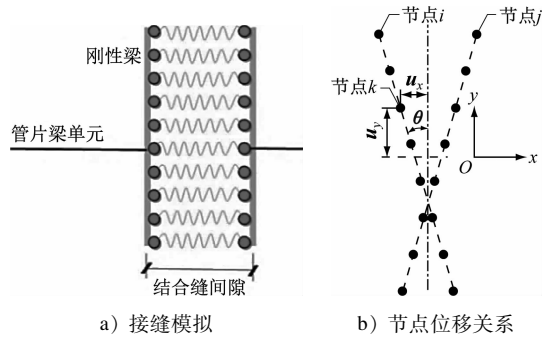 刚性梁
管片梁单元
结合缝间隙
a）接缝模拟
节点i
节点j
节点k
u_x
u_y
θ
y
O
x
b）节点位移关系